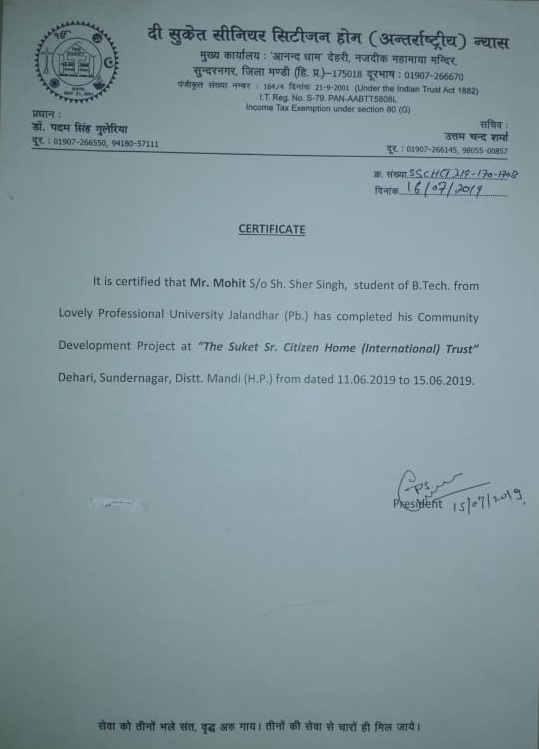 दी सुकेत सीनियर सिटीजन होम (अन्तर्राष्ट्रीय) न्यास
मुख्य कार्यालय : 'आनन्द धाम' देहरी, नजदीक महामाया मन्दिर,
सुन्दरनगर, जिला मण्डी (हि. प्र.)–175018 दूरभाष : 01907-266670
पंजीकृत संख्या नम्बर : 164/4 दिनांक 21-9-2001 (Under the Indian Trust Act 1882)
I.T. Reg. No. S-79. PAN-AABTT5808L
Income Tax Exemption under section 80 (G)
प्रधान :
डॉ. पदम सिंह गुलेरिया
दूर. : 01907-266550, 94180-57111
सचिव :
उत्तम चन्द शर्मा
दूर. : 01907-266145, 98055-00857
क्र. संख्या
दिनांक 16/07/2019
CERTIFICATE
It is certified that Mr. Mohit S/o Sh. Sher Singh, student of B.Tech. from
Lovely Professional University Jalandhar (Pb.) has completed his Community
Development Project at “The Suket Sr. Citizen Home (International) Trust”
Dehari, Sundernagar, Distt. Mandi (H.P.) from dated 11.06.2019 to 15.06.2019.
President 15/07/2019
सेवा को तीनों भले संत, वृद्ध अरु गाय। तीनों की सेवा से चारों ही मिल जाये।